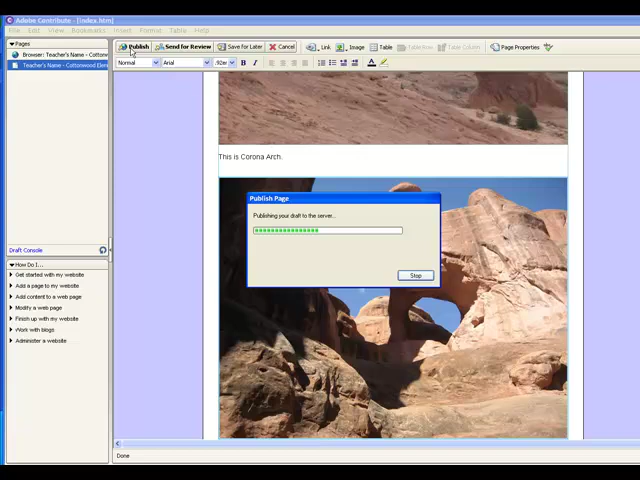 Adobe Contribute - [index.htm]
File Edit View Bookmarks Insert Format Table Help
Pages
Browser: Teacher's Name - Cottonw
Teacher's Name - Cottonwood Elem
Publish Send for Review Save for Later Cancel Link Image Table Table Row Table Column Page Properties
Normal Arial .92em B I A
This is Corona Arch.
Publish Page
Publishing your draft to the server...
Stop
Draft Console
How Do I...
Get started with my website
Add a page to my website
Add content to a web page
Modify a web page
Finish up with my website
Work with blogs
Administer a website
Done